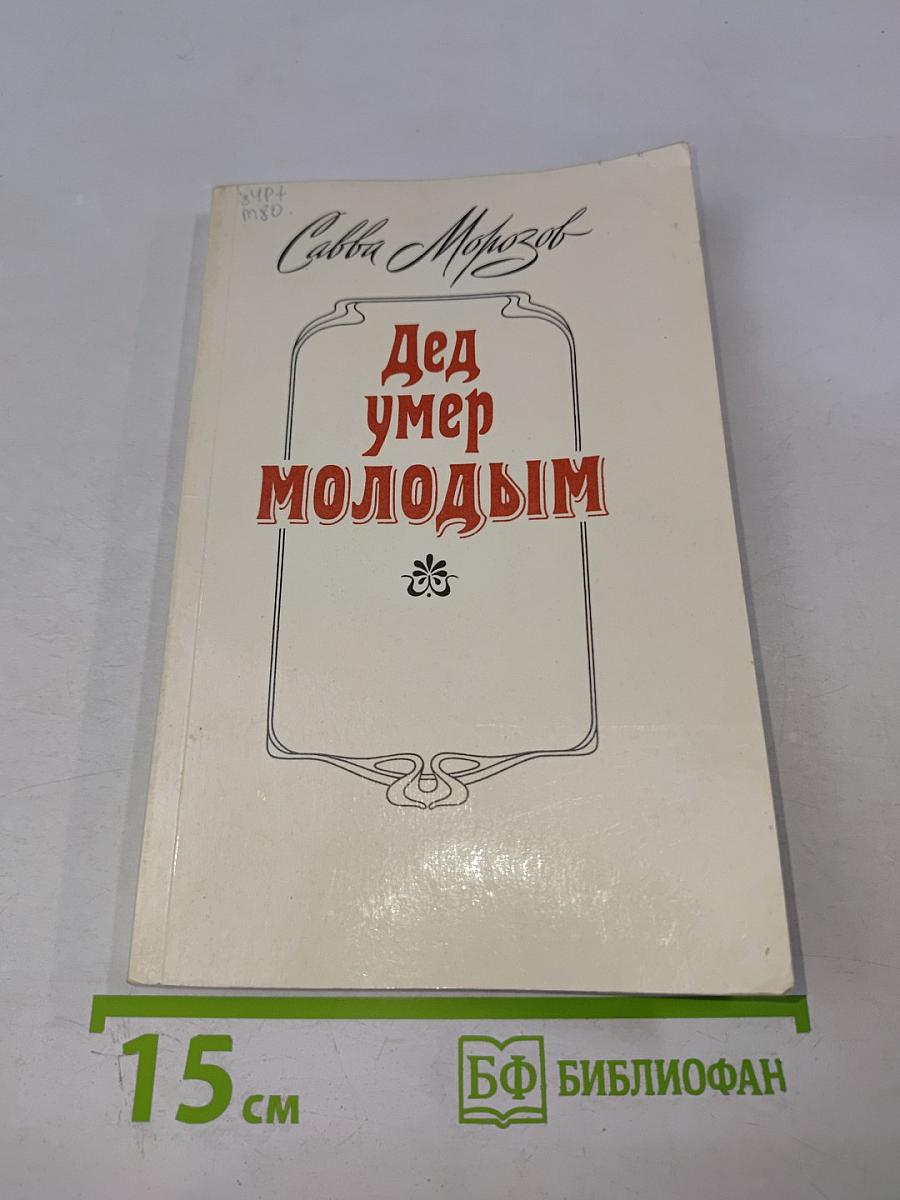 Савва Морозов
Дед
умер
молодым
15 см
БФ БИБЛИОФАН